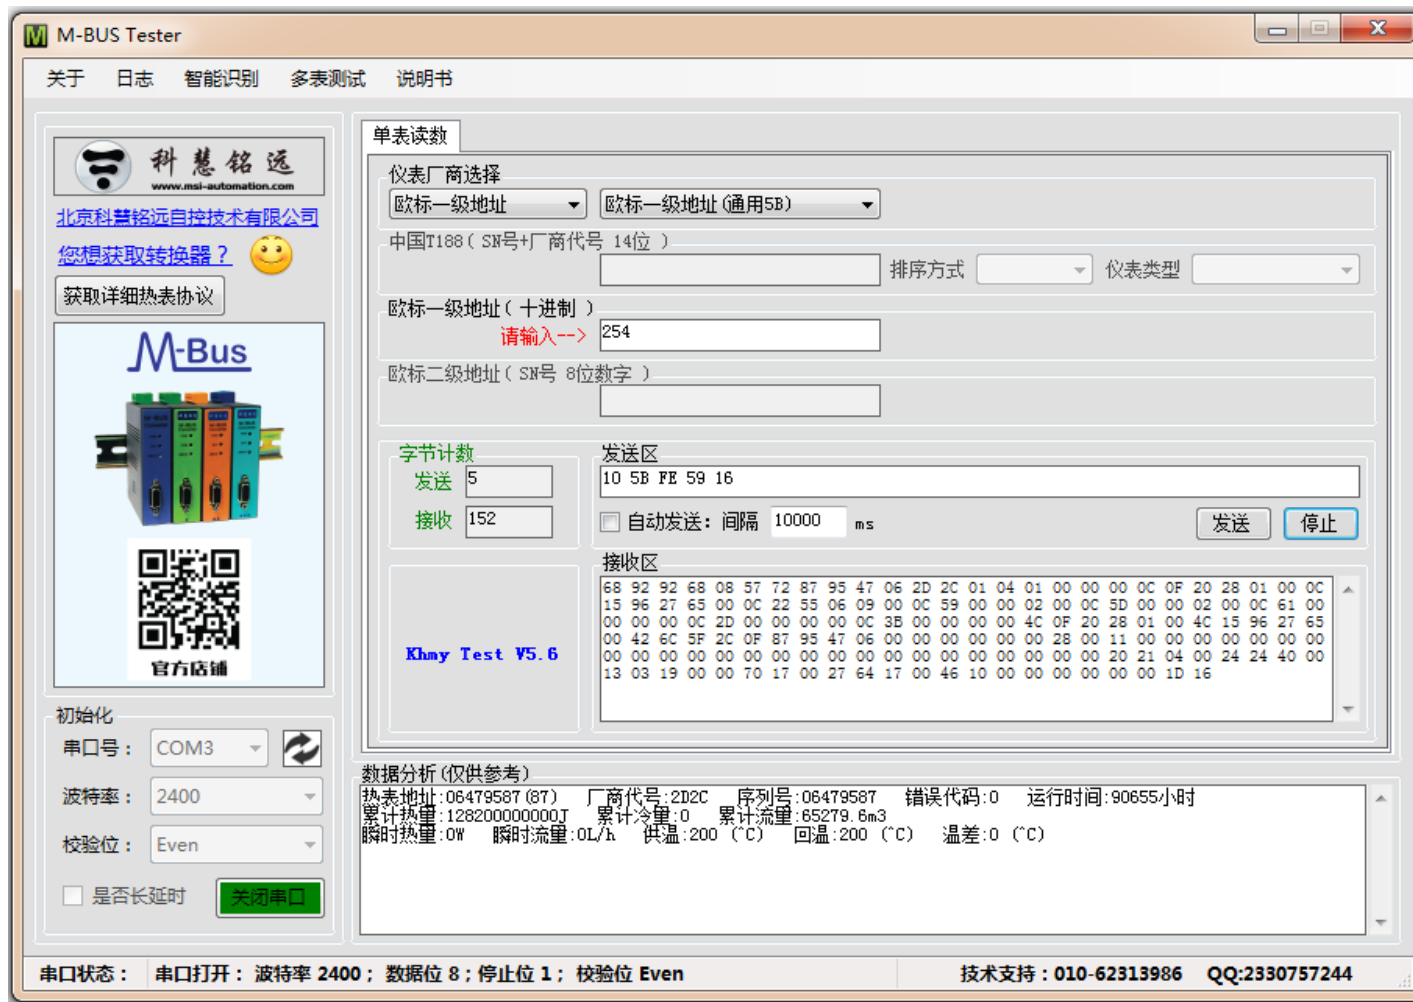 M-BUS Tester
关于 日志 智能识别 多表测试 说明书
科慧铭远
www.msi-automation.com
北京科慧铭远自控技术有限公司
您想获取转换器？
获取详细热表协议
M-Bus
官方店铺
初始化
串口号： COM3
波特率： 2400
校验位： Even
是否长延时 关闭串口
单表读数
仪表厂商选择
欧标一级地址 欧标一级地址(通用5B)
中国T188( SN号+厂商代号 14位 )
排序方式 仪表类型
欧标一级地址( 十进制 )
请输入--> 254
欧标二级地址( SN号 8位数字 )
字节计数
发送 5
接收 152
发送区
10 5B FE 59 16
自动发送: 间隔 10000 ms 发送 停止
Khmy Test V5.6
接收区
68 92 92 68 08 57 72 87 95 47 06 2D 2C 01 04 01 00 00 00 0C 0F 20 28 01 00 0C
15 96 27 65 00 0C 22 55 06 09 00 0C 59 00 00 02 00 0C 5D 00 00 02 00 0C 61 00
00 00 00 0C 2D 00 00 00 00 0C 3B 00 00 00 00 4C 0F 20 28 01 00 4C 15 96 27 65
00 42 6C 5F 2C 0F 87 95 47 06 00 00 00 00 00 00 28 00 11 00 00 00 00 00 00 00
00 00 00 00 00 00 00 00 00 00 00 00 00 00 00 00 00 00 20 21 04 00 24 24 40 00
13 03 19 00 00 70 17 00 27 64 17 00 46 10 00 00 00 00 00 00 1D 16
数据分析(仅供参考)
热表地址:06479587(87) 厂商代号:2D2C 序列号:06479587 错误代码:0 运行时间:90655小时
累计热量:128200000000J 累计冷量:0 累计流量:65279.6m3
瞬时热量:0W 瞬时流量:0L/h 供温:200 (℃) 回温:200 (℃) 温差:0 (℃)
串口状态： 串口打开： 波特率 2400； 数据位 8；停止位 1； 校验位 Even 技术支持：010-62313986 QQ:2330757244